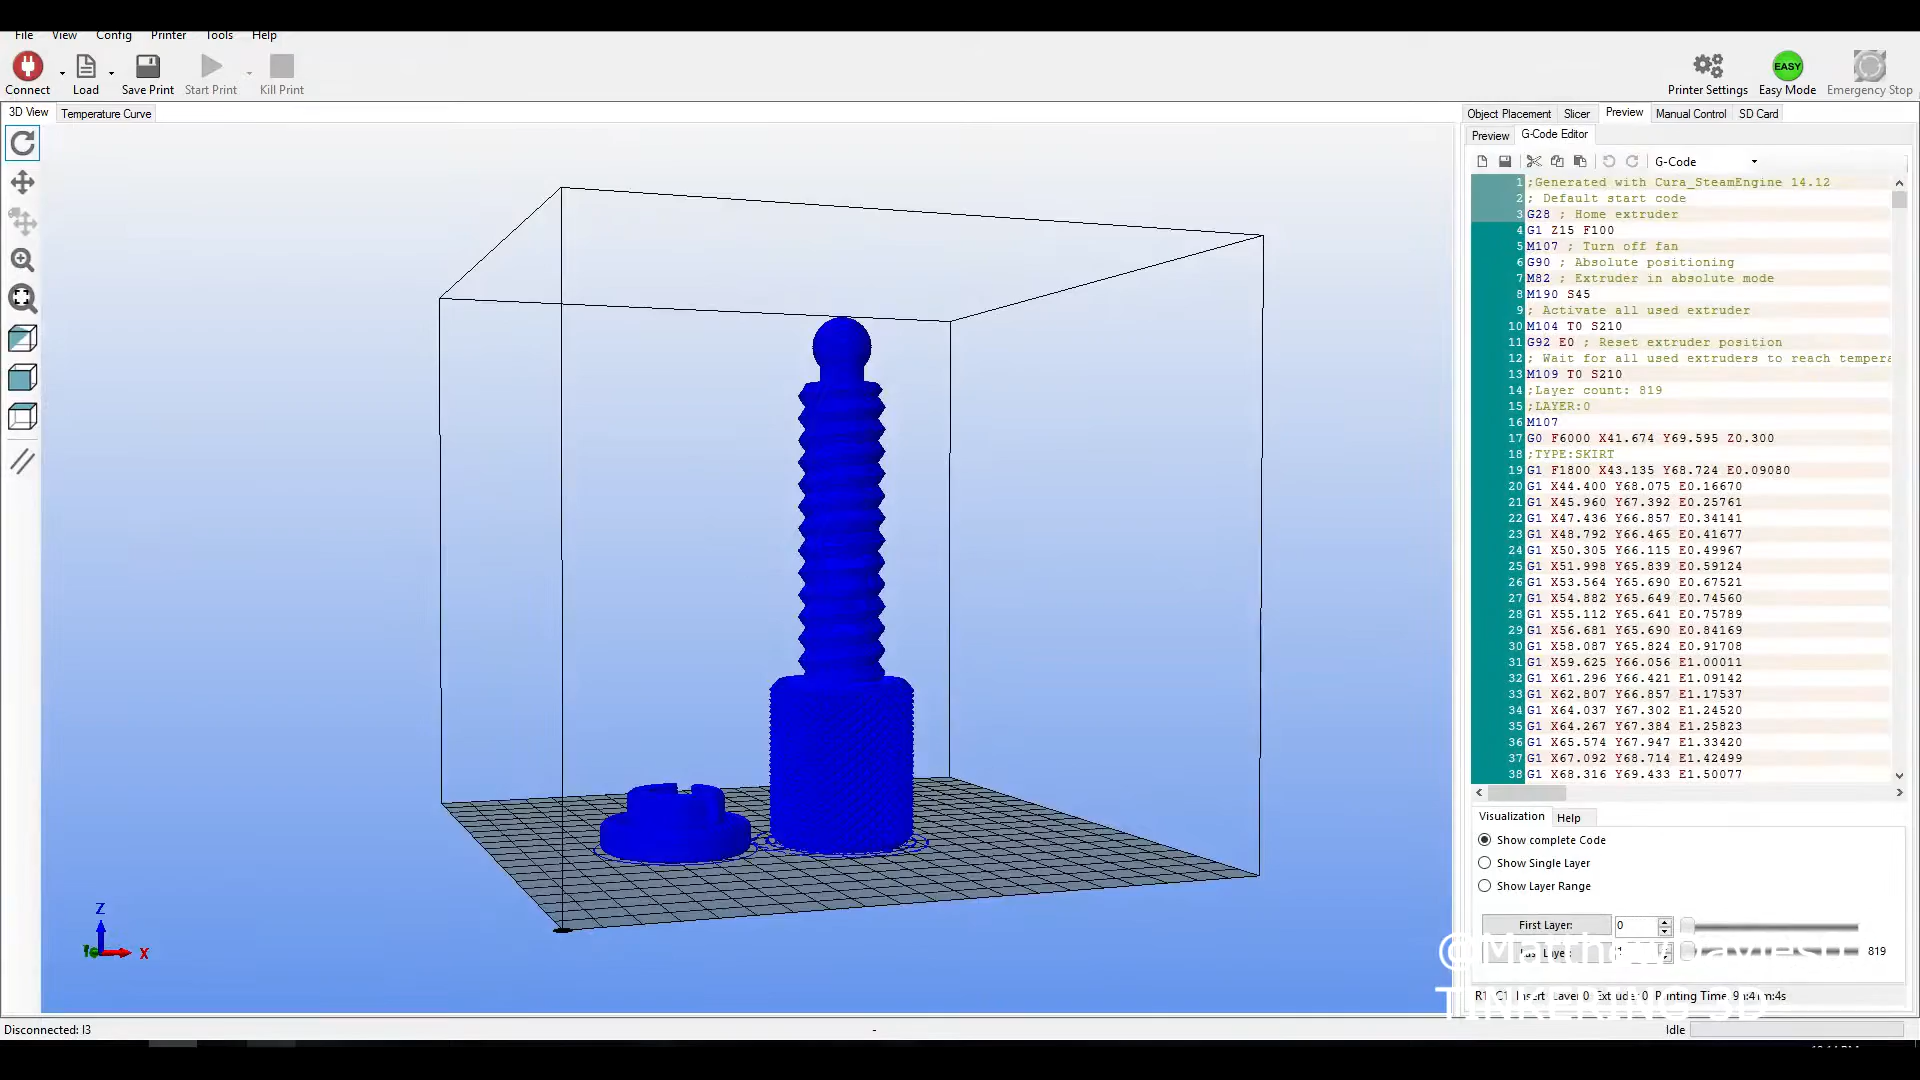 File View Config Printer Tools Help
Connect Load Save Print Start Print Kill Print Printer Settings EASY Easy Mode Emergency Stop
3D View Temperature Curve
Object Placement Slicer Preview Manual Control SD Card
Preview G-Code Editor
G-Code
1 ;Generated with Cura_SteamEngine 14.12
2 ; Default start code
3 G28 ; Home extruder
4 G1 Z15 F100
5 M107 ; Turn off fan
6 G90 ; Absolute positioning
7 M82 ; Extruder in absolute mode
8 M190 S45
9 ; Activate all used extruder
10 M104 T0 S210
11 G92 E0 ; Reset extruder position
12 ; Wait for all used extruders to reach tempera
13 M109 T0 S210
14 ;Layer count: 819
15 ;LAYER:0
16 M107
17 G0 F6000 X41.674 Y69.595 Z0.300
18 ;TYPE:SKIRT
19 G1 F1800 X43.135 Y68.724 E0.09080
20 G1 X44.400 Y68.075 E0.16670
21 G1 X45.960 Y67.392 E0.25761
22 G1 X47.436 Y66.857 E0.34141
23 G1 X48.792 Y66.465 E0.41677
24 G1 X50.305 Y66.115 E0.49967
25 G1 X51.998 Y65.839 E0.59124
26 G1 X53.564 Y65.690 E0.67521
27 G1 X54.882 Y65.649 E0.74560
28 G1 X55.112 Y65.641 E0.75789
29 G1 X56.681 Y65.690 E0.84169
30 G1 X58.087 Y65.824 E0.91708
31 G1 X59.625 Y66.056 E1.00011
32 G1 X61.296 Y66.421 E1.09142
33 G1 X62.807 Y66.857 E1.17537
34 G1 X64.037 Y67.302 E1.24520
35 G1 X64.267 Y67.384 E1.25823
36 G1 X65.574 Y67.947 E1.33420
37 G1 X67.092 Y68.714 E1.42499
38 G1 X68.316 Y69.433 E1.50077
Visualization Help
Show complete Code
Show Single Layer
Show Layer Range
First Layer: 0
Layer: 819
R1 C1 Insert Layer 0 Extruder 0 Printing Time:
TINKERING 3D
Z
X
Disconnected: I3 - Idle